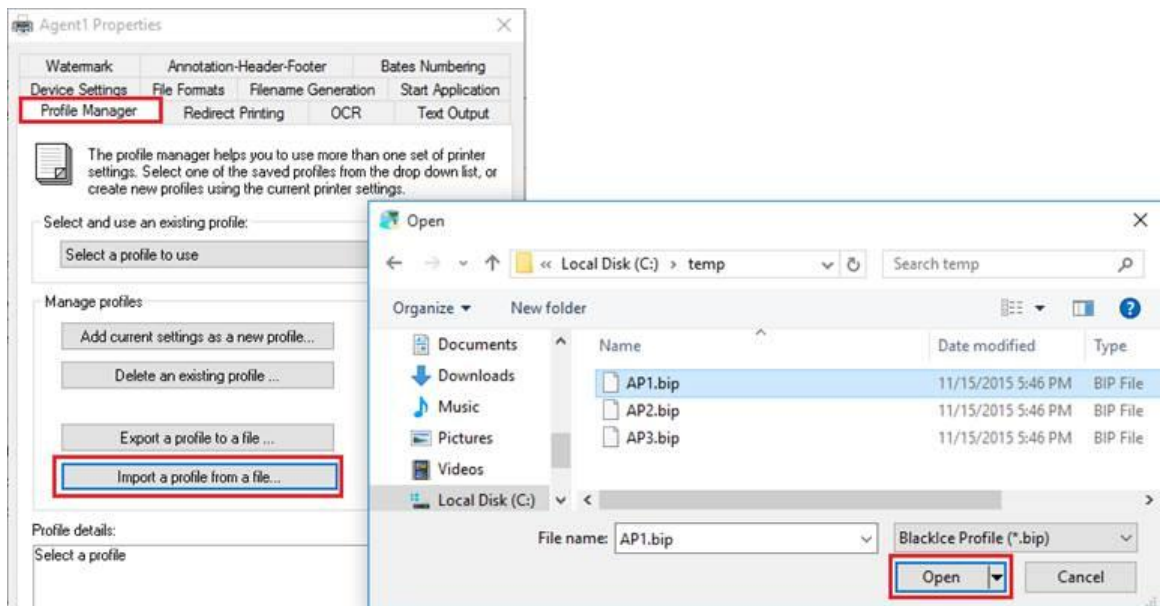 Agent1 Properties
Watermark Annotation-Header-Footer Bates Numbering
Device Settings File Formats Filename Generation Start Application
Profile Manager Redirect Printing OCR Text Output
The profile manager helps you to use more than one set of printer
settings. Select one of the saved profiles from the drop down list, or
create new profiles using the current printer settings.
Select and use an existing profile:
Select a profile to use
Manage profiles
Add current settings as a new profile...
Delete an existing profile ...
Export a profile to a file ...
Import a profile from a file...
Profile details:
Select a profile
Open
« Local Disk (C:) › temp
Search temp
Organize New folder
?
Documents
Downloads
Music
Pictures
Videos
Local Disk (C:)
Name Date modified Type
AP1.bip 11/15/2015 5:46 PM BIP File
AP2.bip 11/15/2015 5:46 PM BIP File
AP3.bip 11/15/2015 5:46 PM BIP File
File name: AP1.bip
BlackIce Profile (*.bip)
Open Cancel